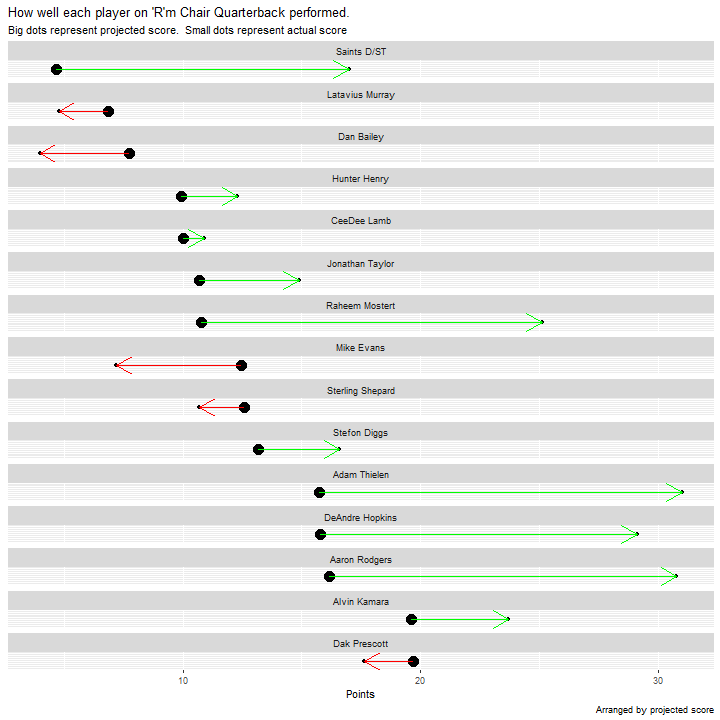 How well each player on 'R'm Chair Quarterback performed.
Big dots represent projected score.  Small dots represent actual score
Saints D/ST
Latavius Murray
Dan Bailey
Hunter Henry
CeeDee Lamb
Jonathan Taylor
Raheem Mostert
Mike Evans
Sterling Shepard
Stefon Diggs
Adam Thielen
DeAndre Hopkins
Aaron Rodgers
Alvin Kamara
Dak Prescott
10 20 30
Points
Arranged by projected score